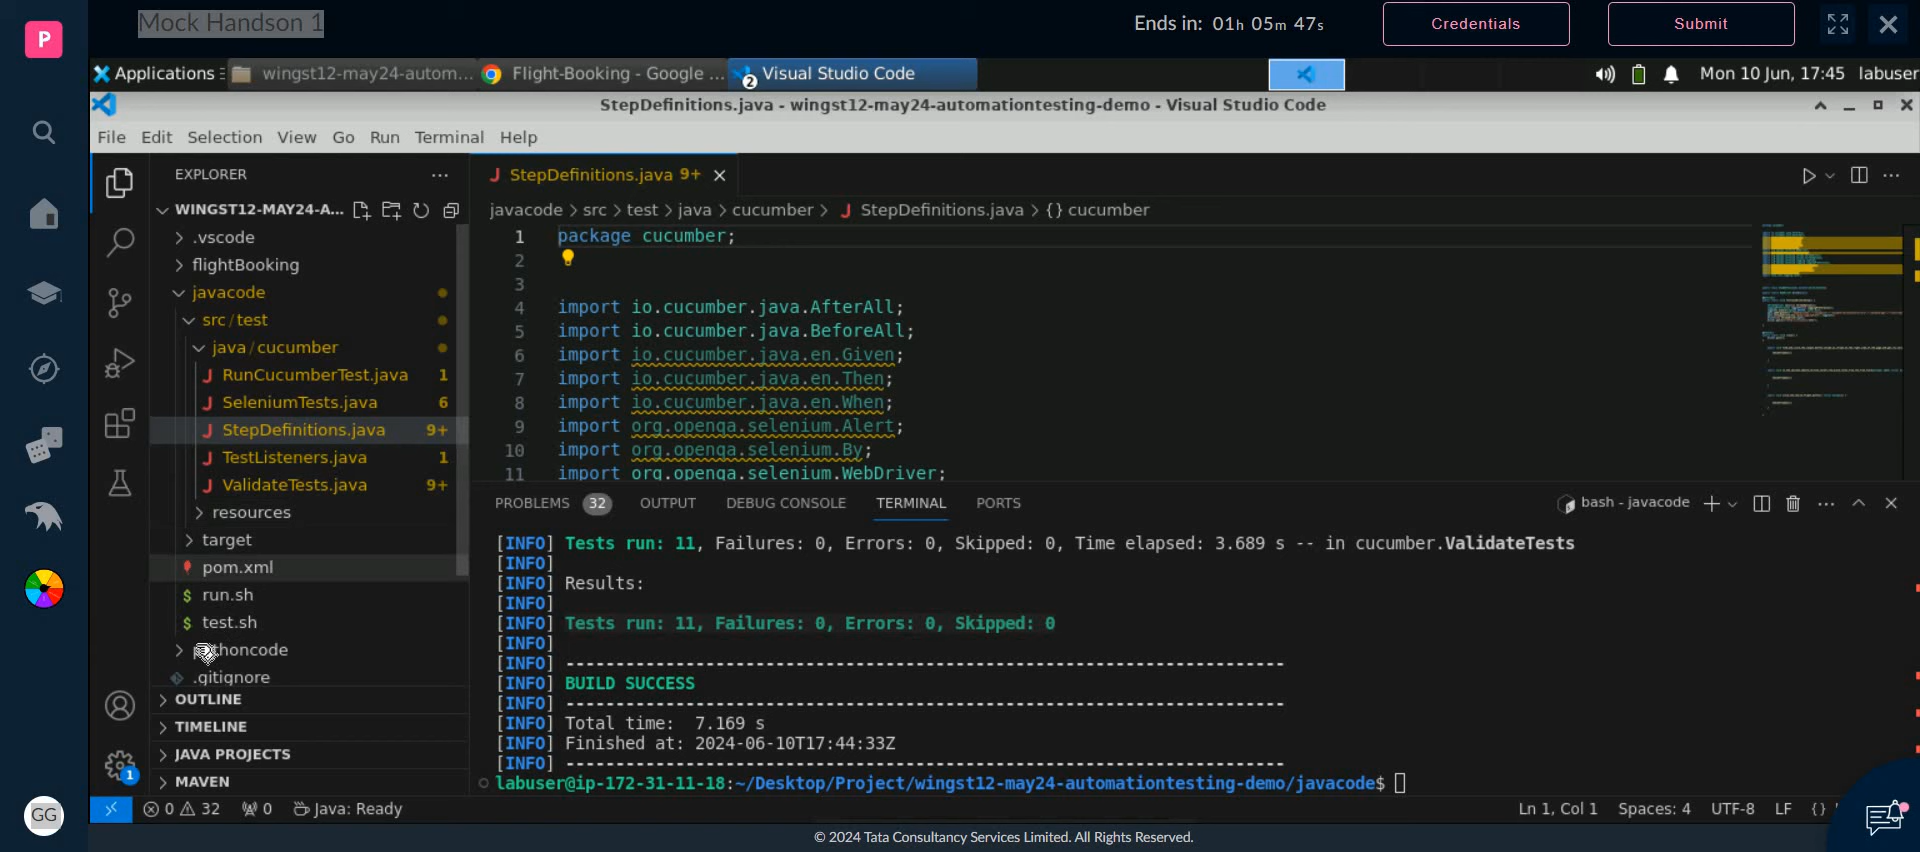 Mock Handson 1
Ends in: 01h 05m 47s
Credentials
Submit
P
Applications
wingst12-may24-autom...
Flight-Booking - Google ...
2
Visual Studio Code
Mon 10 Jun, 17:45 labuser
StepDefinitions.java - wingst12-may24-automationtesting-demo - Visual Studio Code
File Edit Selection View Go Run Terminal Help
EXPLORER
WINGST12-MAY24-A...
.vscode
flightBooking
javacode
src/test
java/cucumber
RunCucumberTest.java 1
SeleniumTests.java 6
StepDefinitions.java 9+
TestListeners.java 1
ValidateTests.java 9+
resources
target
pom.xml
run.sh
test.sh
.gitignore
OUTLINE
TIMELINE
JAVA PROJECTS
MAVEN
StepDefinitions.java 9+
javacode > src > test > java > cucumber > StepDefinitions.java > {} cucumber
1 package cucumber;
2
3
4 import io.cucumber.java.AfterAll;
5 import io.cucumber.java.BeforeAll;
6 import io.cucumber.java.en.Given;
7 import io.cucumber.java.en.Then;
8 import io.cucumber.java.en.When;
9 import org.openqa.selenium.Alert;
10 import org.openqa.selenium.By;
11 import org.openqa.selenium.WebDriver;
PROBLEMS 32 OUTPUT DEBUG CONSOLE TERMINAL PORTS
bash - javacode
[INFO] Tests run: 11, Failures: 0, Errors: 0, Skipped: 0, Time elapsed: 3.689 s -- in cucumber.ValidateTests
[INFO]
[INFO] Results:
[INFO]
[INFO] Tests run: 11, Failures: 0, Errors: 0, Skipped: 0
[INFO]
[INFO] ------------------------------------------------------------------------
[INFO] BUILD SUCCESS
[INFO] ------------------------------------------------------------------------
[INFO] Total time:  7.169 s
[INFO] Finished at: 2024-06-10T17:44:33Z
[INFO] ------------------------------------------------------------------------
labuser@ip-172-31-11-18:~/Desktop/Project/wingst12-may24-automationtesting-demo/javacode$
1
GG
0 32 0 Java: Ready
Ln 1, Col 1 Spaces: 4 UTF-8 LF {}
© 2024 Tata Consultancy Services Limited. All Rights Reserved.